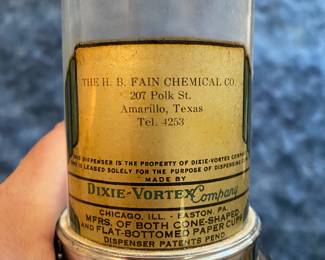 THE H. B. FAIN CHEMICAL CO.
207 Polk St.
Amarillo, Texas
Tel. 4253
DISPENSER IS THE PROPERTY OF DIXIE-VORTEX
IS LEASED SOLELY FOR THE PURPOSE OF DISPENSING
MADE BY
DIXIE-VORTEX Company
CHICAGO, ILL. - EASTON, PA.
MFRS. OF BOTH CONE-SHAPED
AND FLAT-BOTTOMED PAPER CUPS
DISPENSER PATENTS PEND.